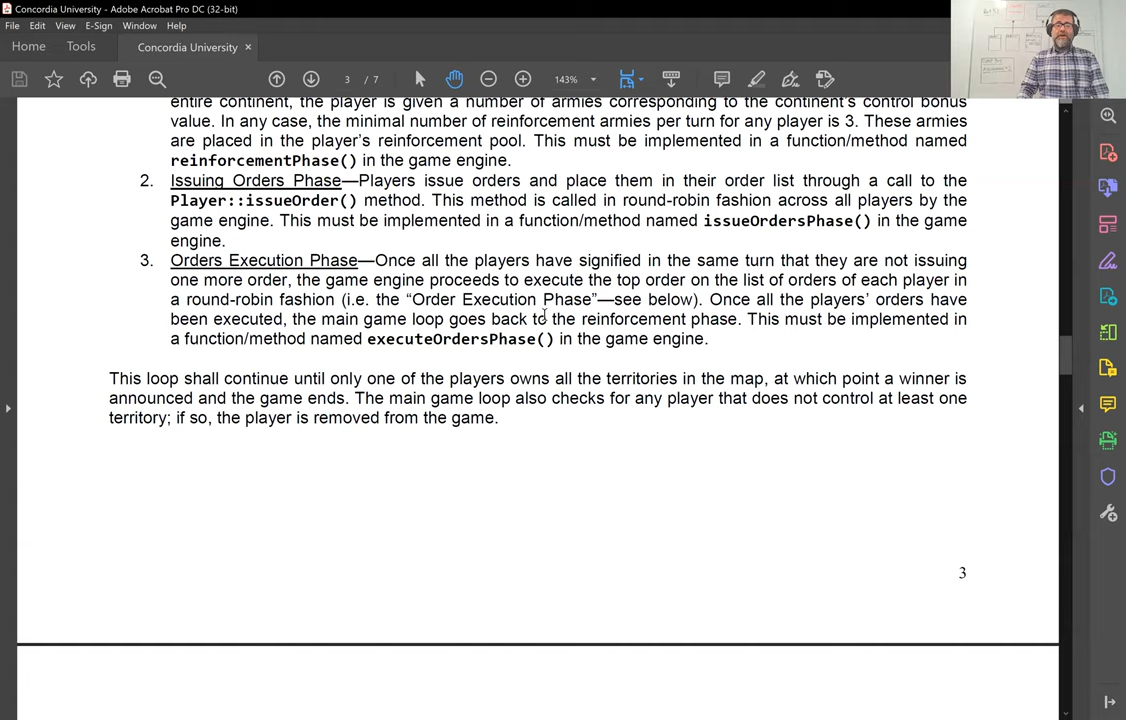 Concordia University - Adobe Acrobat Pro DC (32-bit)
File Edit View E-Sign Window Help
Home Tools Concordia University ×
3 / 7 143%
entire continent, the player is given a number of armies corresponding to the continent's control bonus
value. In any case, the minimal number of reinforcement armies per turn for any player is 3. These armies
are placed in the player's reinforcement pool. This must be implemented in a function/method named
reinforcementPhase() in the game engine.
2. Issuing Orders Phase—Players issue orders and place them in their order list through a call to the
Player::issueOrder() method. This method is called in round-robin fashion across all players by the
game engine. This must be implemented in a function/method named issueOrdersPhase() in the game
engine.
3. Orders Execution Phase—Once all the players have signified in the same turn that they are not issuing
one more order, the game engine proceeds to execute the top order on the list of orders of each player in
a round-robin fashion (i.e. the “Order Execution Phase”—see below). Once all the players’ orders have
been executed, the main game loop goes back to the reinforcement phase. This must be implemented in
a function/method named executeOrdersPhase() in the game engine.
This loop shall continue until only one of the players owns all the territories in the map, at which point a winner is
announced and the game ends. The main game loop also checks for any player that does not control at least one
territory; if so, the player is removed from the game.
3